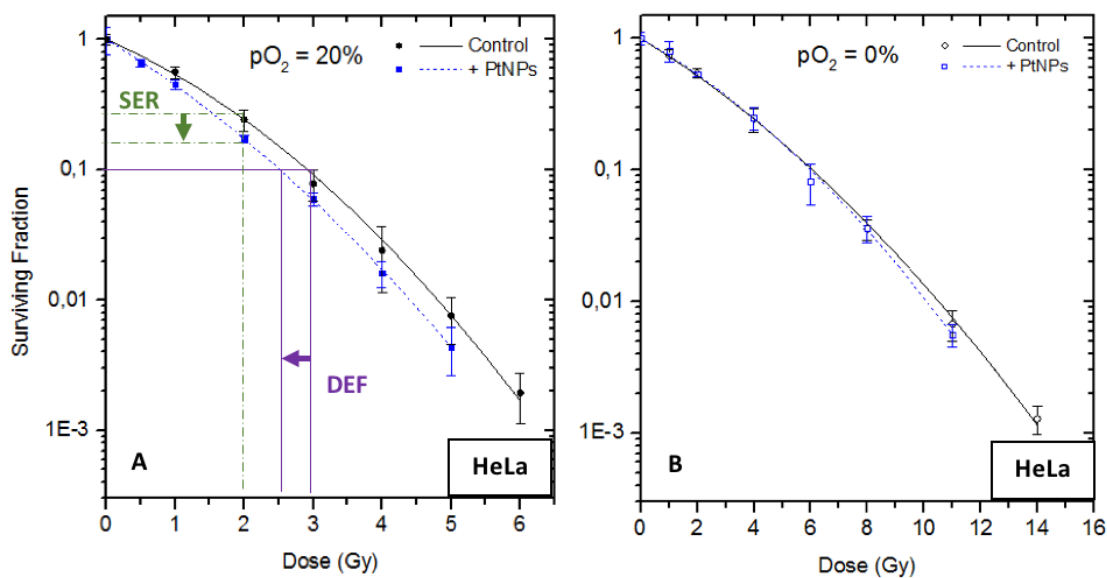 pO2 = 20%
Control
+ PtNPs
SER
DEF
A
HeLa
1
0,1
0,01
1E-3
Surviving Fraction
0 1 2 3 4 5 6
Dose (Gy)
pO2 = 0%
Control
+ PtNPs
B
HeLa
1
0,1
0,01
1E-3
0 2 4 6 8 10 12 14 16
Dose (Gy)